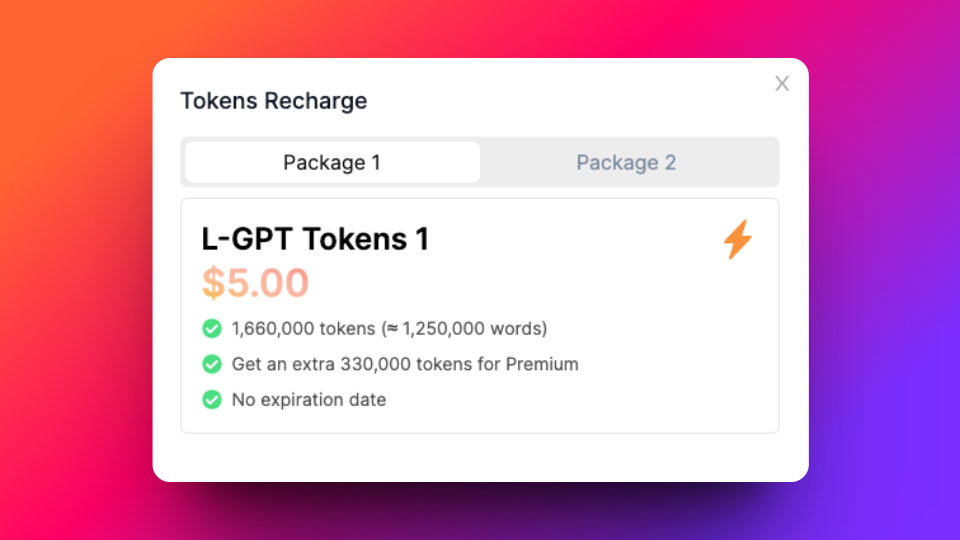 X
Tokens Recharge
Package 1
Package 2
L-GPT Tokens 1
$5.00
1,660,000 tokens (≈ 1,250,000 words)
Get an extra 330,000 tokens for Premium
No expiration date